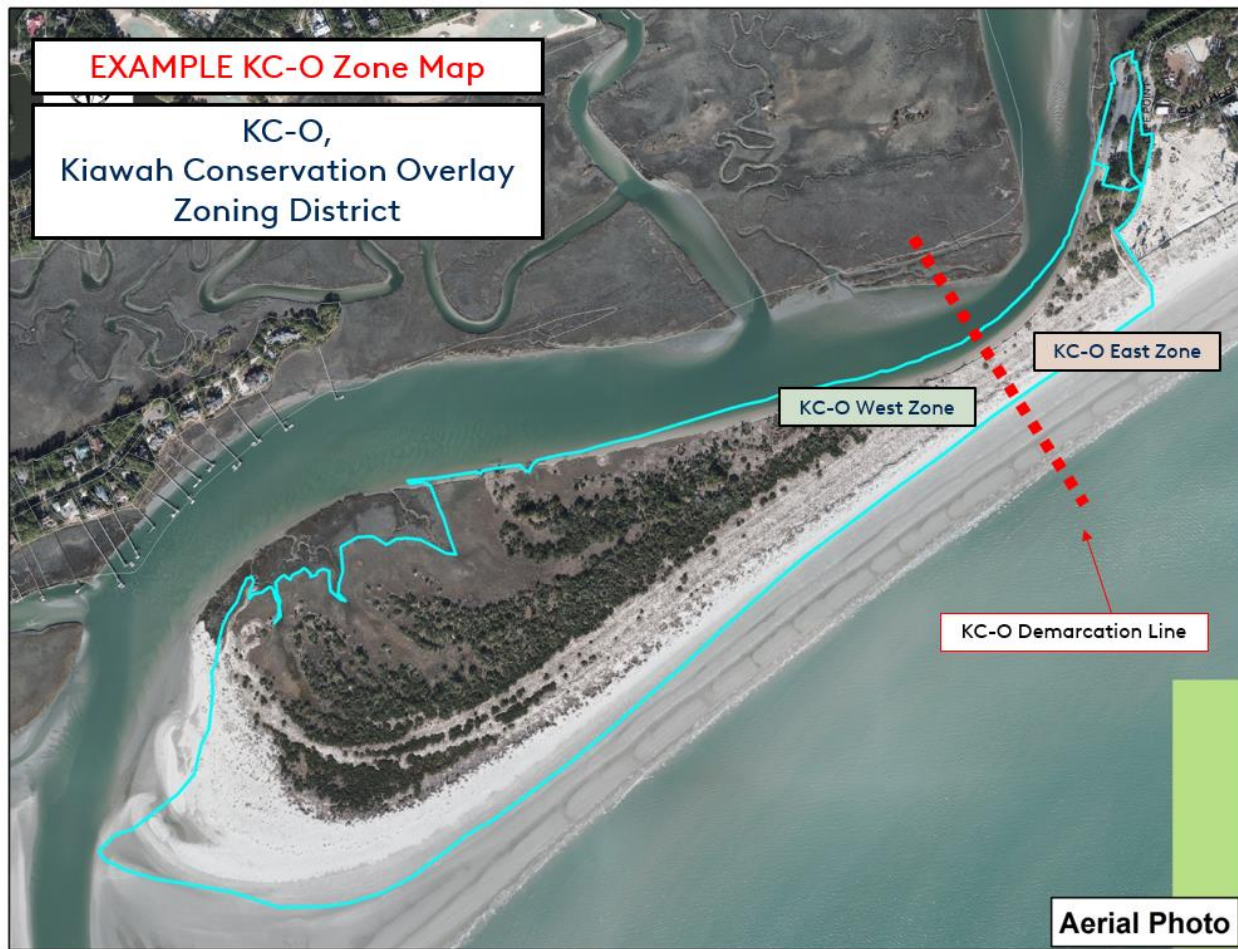 EXAMPLE KC-O Zone Map
KC-O,
Kiawah Conservation Overlay
Zoning District
KC-O East Zone
KC-O West Zone
KC-O Demarcation Line
Aerial Photo